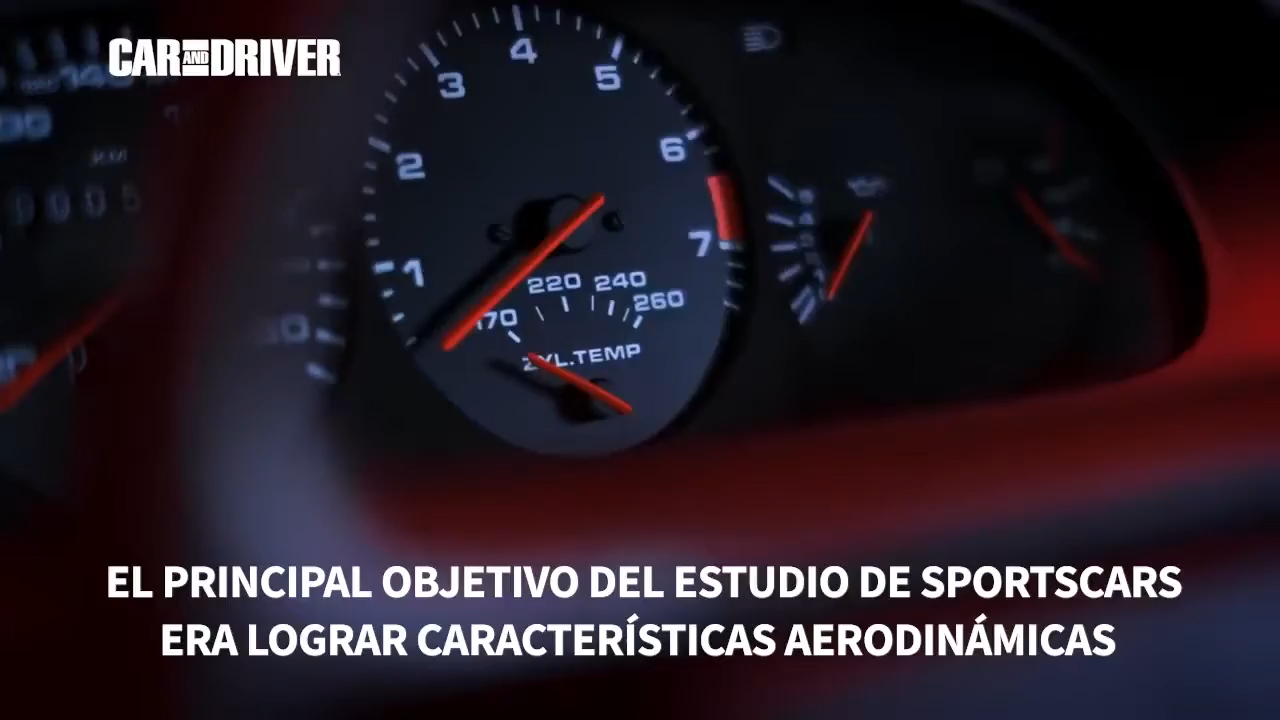 CAR AND DRIVER
4
3
5
2
6
1
7
220
240
170
260
ZYL.TEMP
EL PRINCIPAL OBJETIVO DEL ESTUDIO DE SPORTSCARS
ERA LOGRAR CARACTERÍSTICAS AERODINÁMICAS